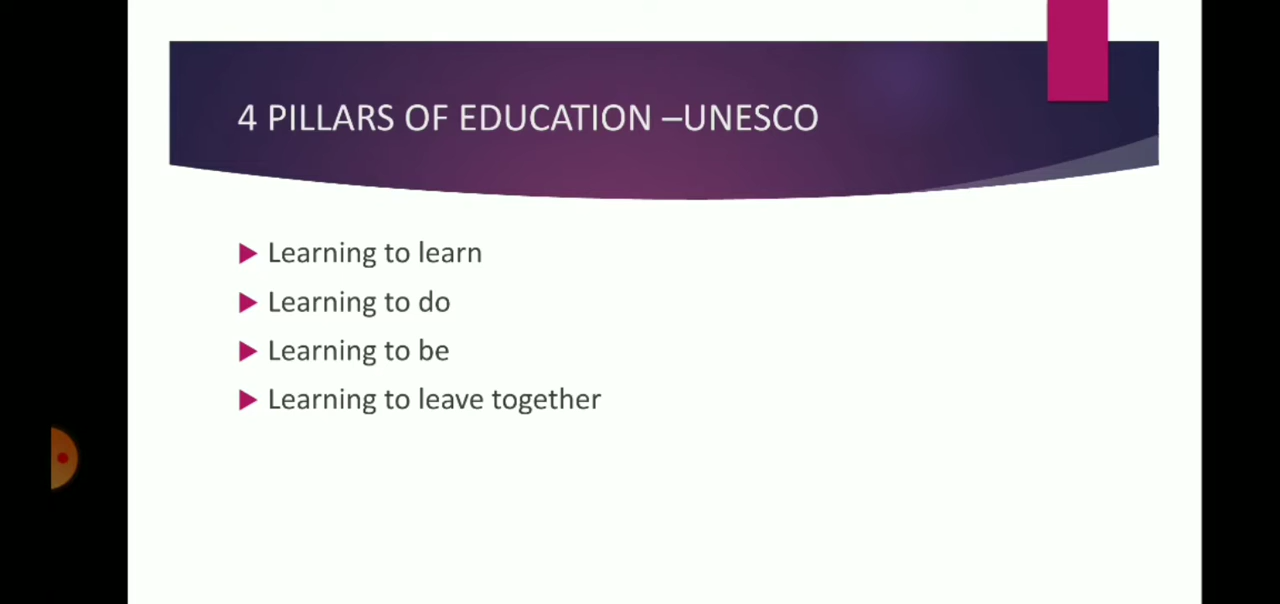 4 PILLARS OF EDUCATION –UNESCO
Learning to learn
Learning to do
Learning to be
Learning to leave together